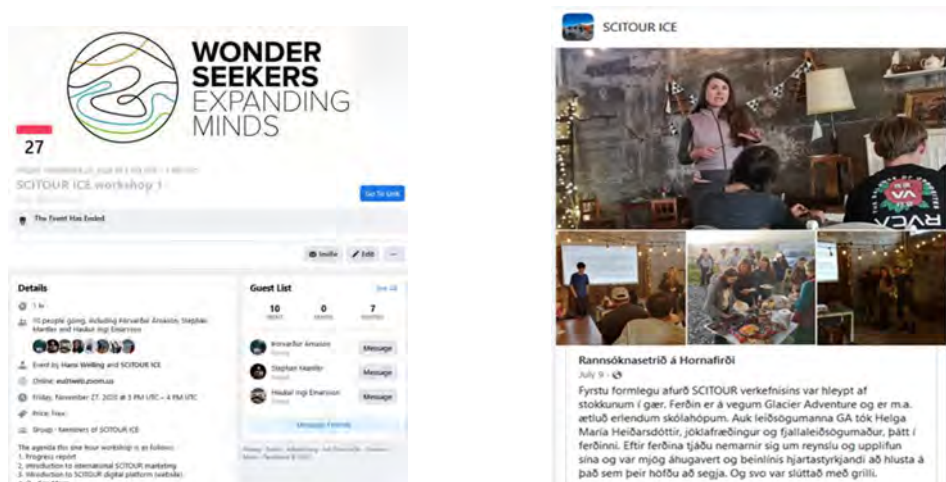 WONDER
SEEKERS
EXPANDING
MINDS
27
SCITOUR ICE workshop 1
Go To Link
The Event Has Ended
Invite
Edit
Details
Guest List
See All
1 hr
10
0
7
10 people going, including Þorvarður Árnason, Stephan
Mantler and Haukur Ingi Einarsson
Þorvarður Árnason
Message
Event by Hans Welling and SCITOUR ICE
Stephan Mantler
Message
Online: eu01web.zoom.us
Friday, November 27, 2020 at 3 PM UTC – 4 PM UTC
Haukur Ingi Einarsson
Message
Price: Free
Message Friends
Group · Members of SCITOUR ICE
The agenda this one hour workshop is as follows:
1. Progress report
2. Introduction to international SCITOUR marketing
3. Introduction to SCITOUR digital platform (website)
SCITOUR ICE
VA
RVCA
Rannsóknasetrið á Hornafirði
July 9 ·
Fyrstu formlegu afurð SCITOUR verkefnisins var hleypt af
stokkunum í gær. Ferðin er á vegum Glacier Adventure og er m.a.
ætluð erlendum skólahópum. Auk leiðsögumanna GA tók Helga
María Heiðarsdóttir, jöklafræðingur og fjallaleiðsögumaður, þátt í
ferðinni. Eftir ferðina tjáðu nemarnir sig um reynslu og upplifun
sína og var mjög áhugavert og beinlínis hjartastyrkjandi að hlusta á
það sem þeir höfðu að segja. Og svo var slúttað með grilli.